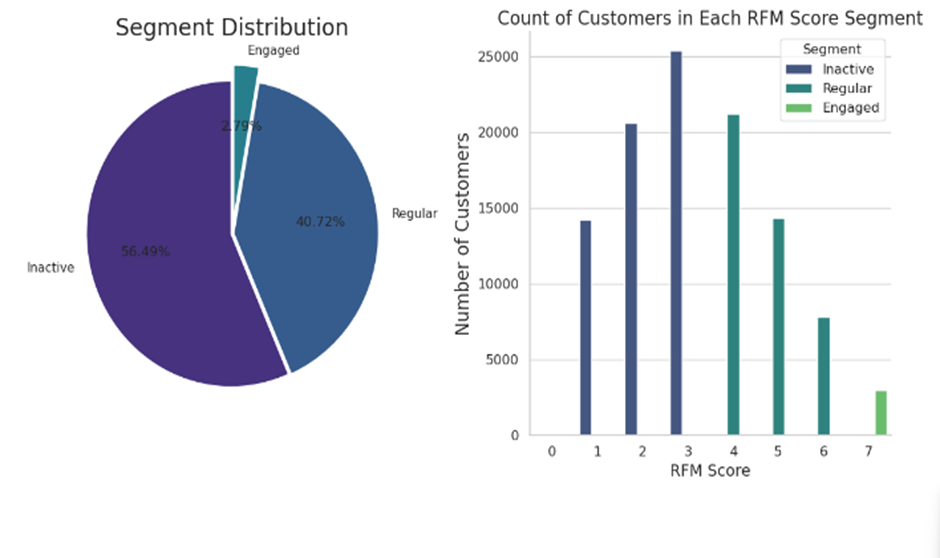 Segment Distribution
Engaged
2.79%
Regular
40.72%
56.49%
Inactive
Count of Customers in Each RFM Score Segment
Number of Customers
25000
20000
15000
10000
5000
0
Segment
Inactive
Regular
Engaged
0 1 2 3 4 5 6 7
RFM Score